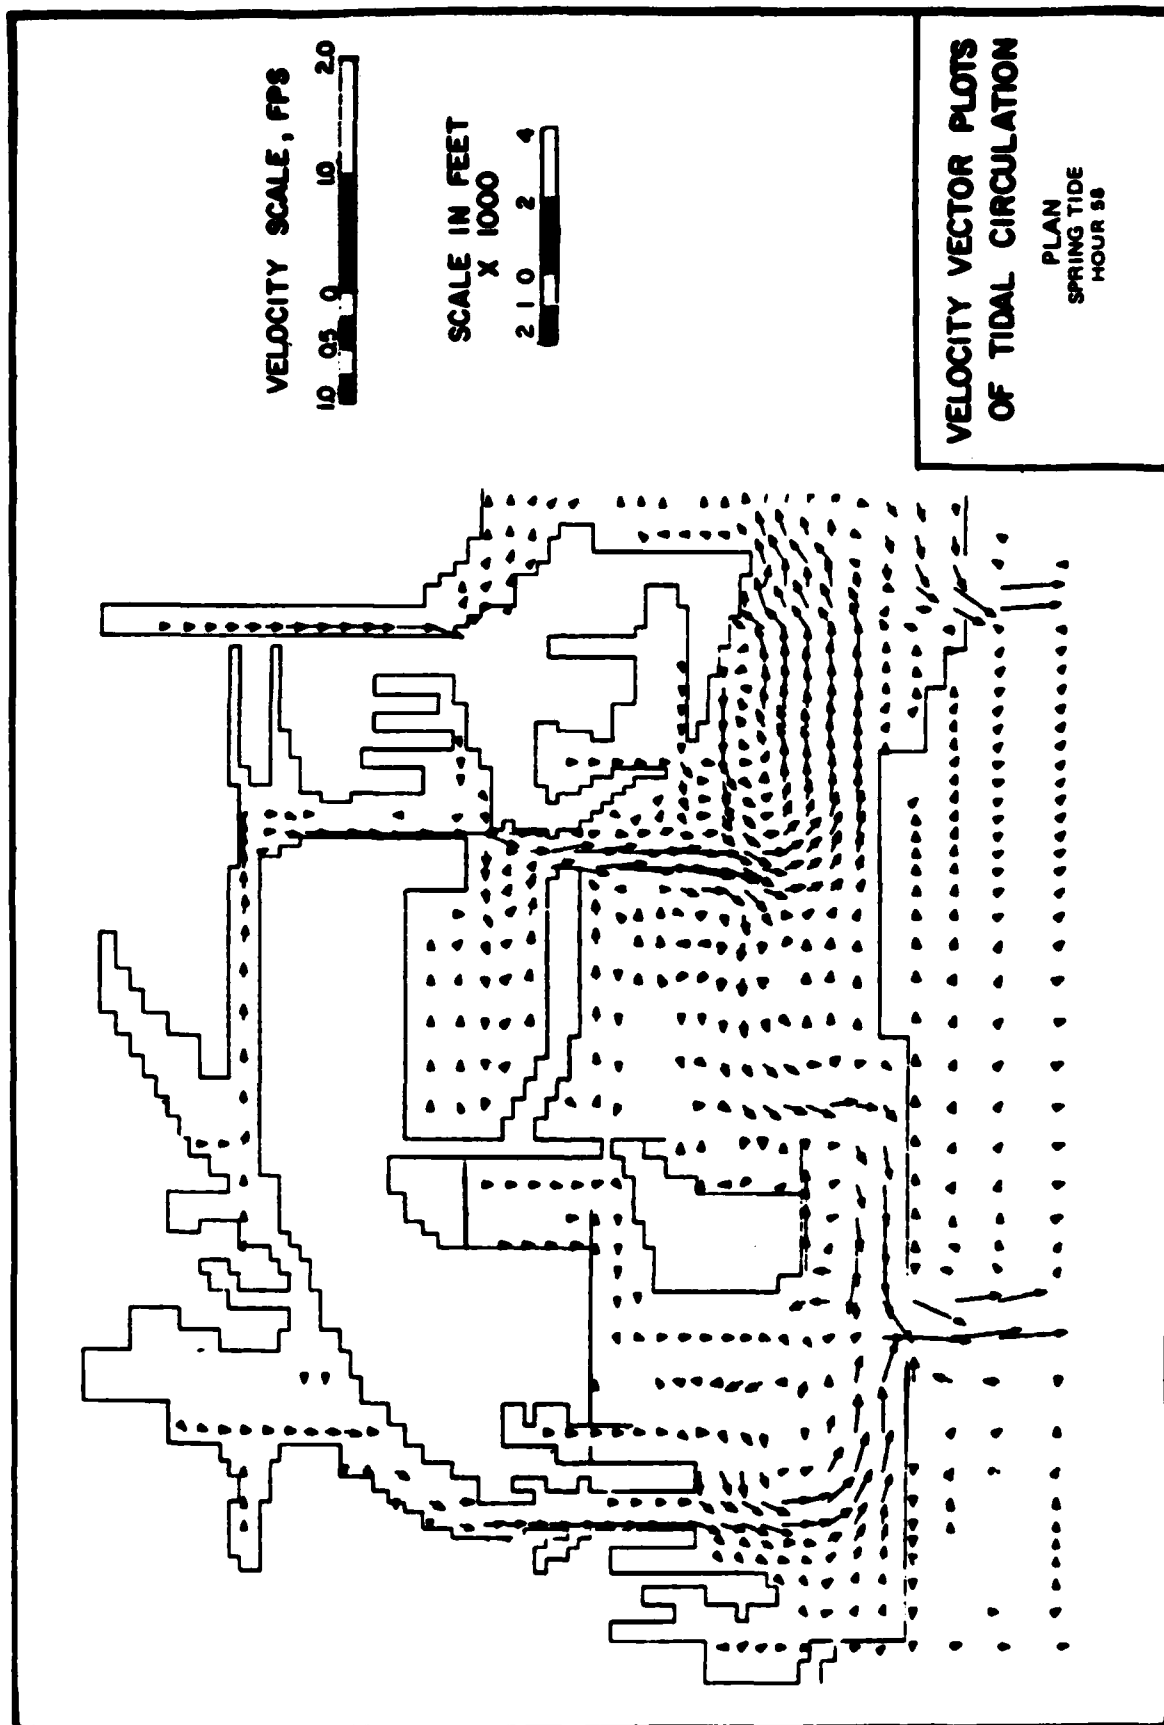 VELOCITY SCALE, FPS
1.0 0.5 0 1.0 2.0
SCALE IN FEET
X 1000
2 1 0 2 4
VELOCITY VECTOR PLOTS
OF TIDAL CIRCULATION
PLAN
SPRING TIDE
HOUR 58